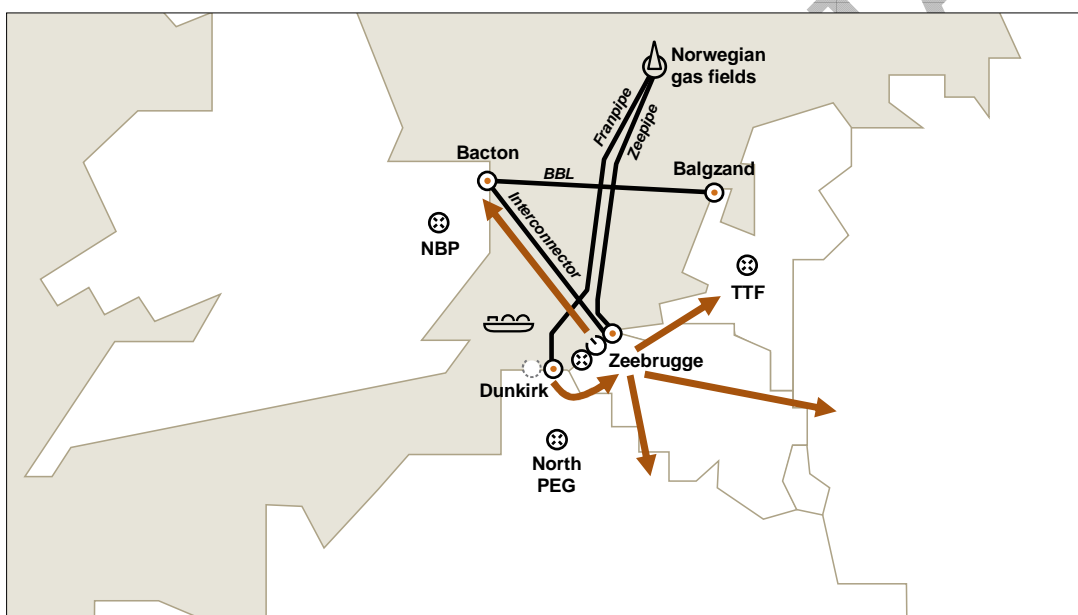 Norwegian
gas fields
Franpipe
Zeepipe
Bacton
BBL
Balgzand
Interconnector
NBP
TTF
Zeebrugge
Dunkirk
North
PEG